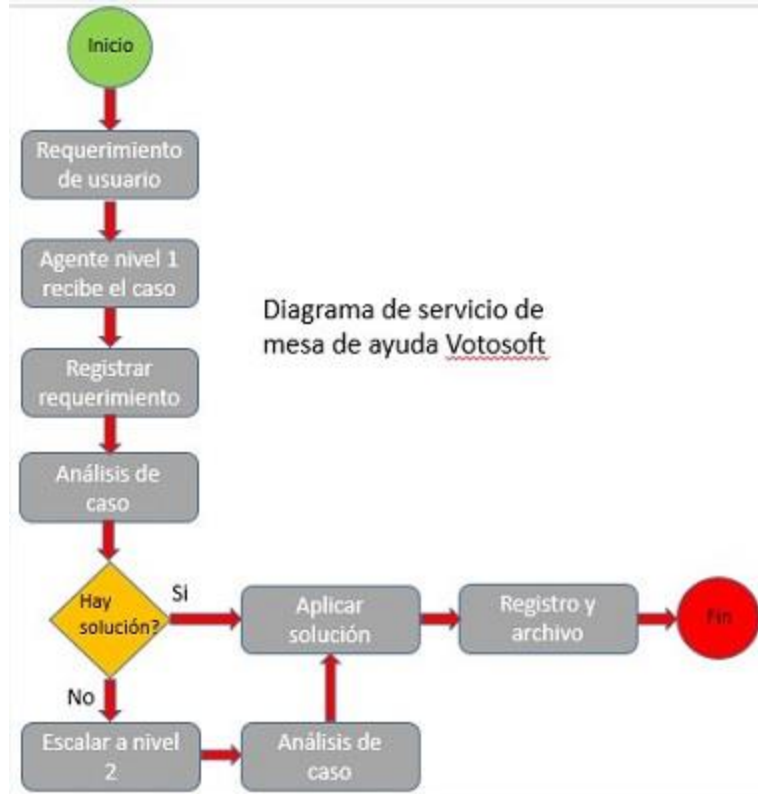 Inicio
Requerimiento
de usuario
Agente nivel 1
recibe el caso
Diagrama de servicio de
mesa de ayuda Votosoft
Registrar
requerimiento
Análisis de
caso
Hay
solución?
Si
Aplicar
solución
Registro y
archivo
Fin
No
Escalar a nivel
2
Análisis de
caso